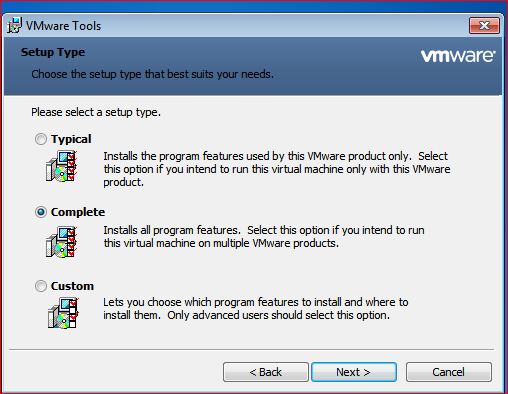 VMware Tools
Setup Type
vmware®
Choose the setup type that best suits your needs.
Please select a setup type.
Typical
Installs the program features used by this VMware product only.  Select
this option if you intend to run this virtual machine only with this VMware
product.
Complete
Installs all program features.  Select this option if you intend to run
this virtual machine on multiple VMware products.
Custom
Lets you choose which program features to install and where to
install them.  Only advanced users should select this option.
< Back
Next >
Cancel